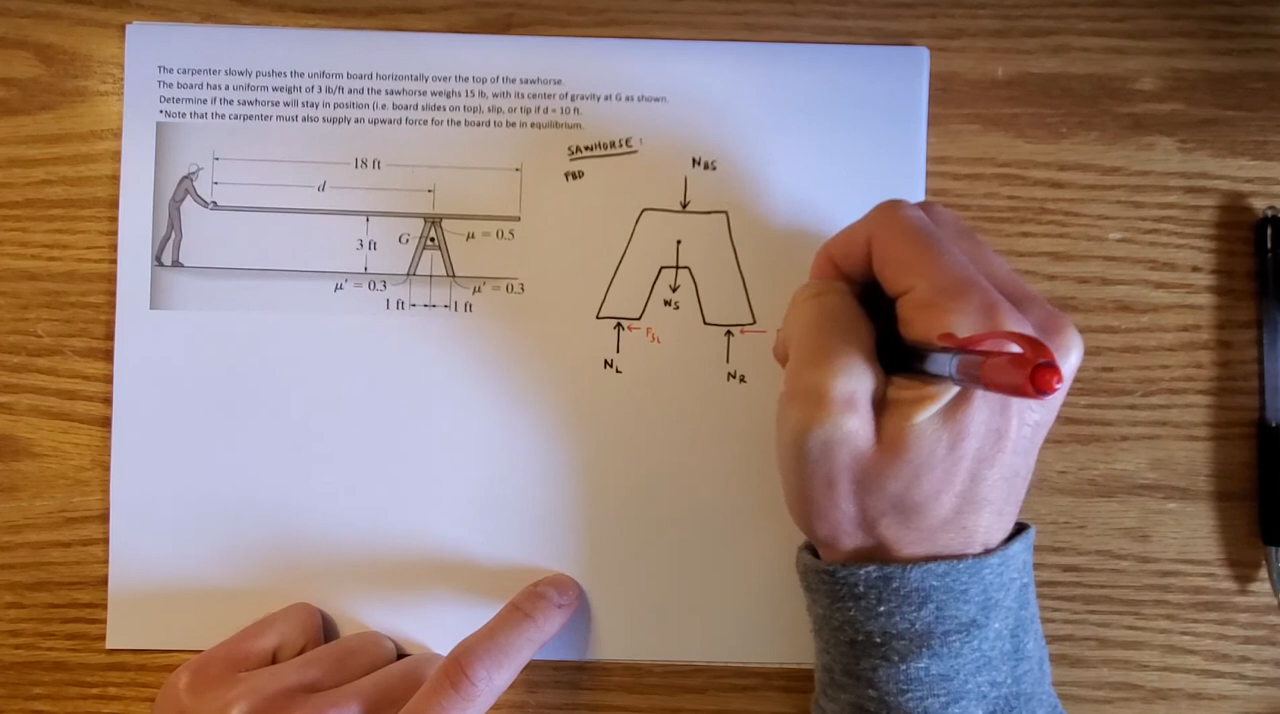 The carpenter slowly pushes the uniform board horizontally over the top of the sawhorse.
The board has a uniform weight of 3 lb/ft and the sawhorse weighs 15 lb, with its center of gravity at G as shown.
Determine if the sawhorse will stay in position (i.e. board slides on top), slip, or tip if d = 10 ft.
*Note that the carpenter must also supply an upward force for the board to be in equilibrium.
SAWHORSE:
FBD
NBS
18 ft
d
3 ft
G
μ = 0.5
μ' = 0.3
μ' = 0.3
1 ft
1 ft
WS
FSL
NL
NR